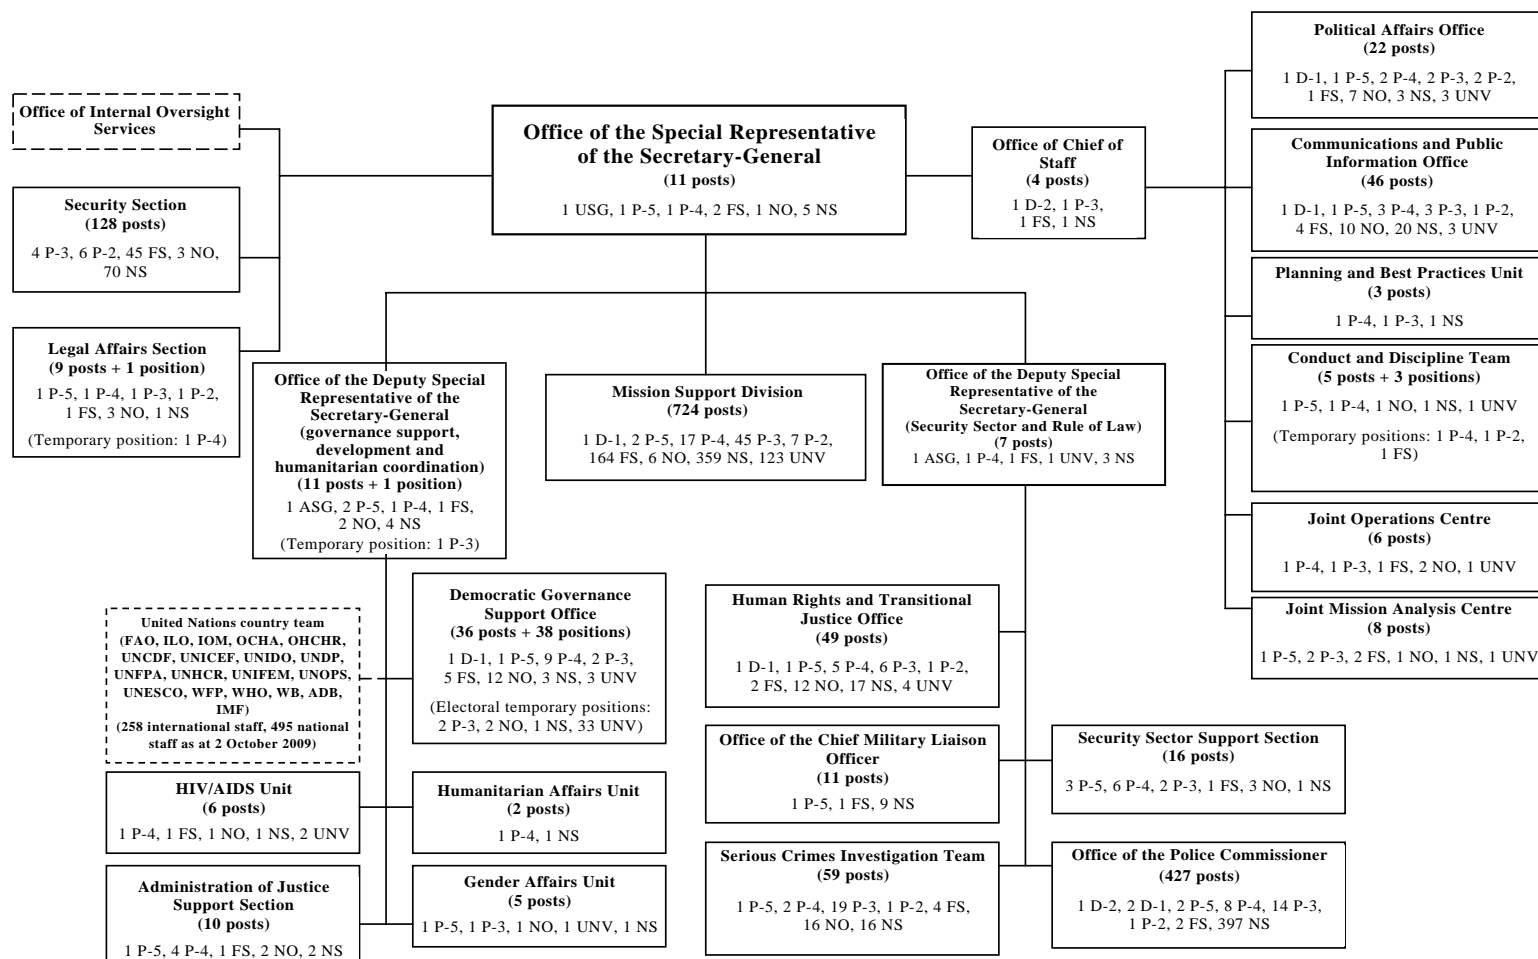 Office of Internal Oversight
Services
Security Section
(128 posts)
4 P-3, 6 P-2, 45 FS, 3 NO,
70 NS
Legal Affairs Section
(9 posts + 1 position)
1 P-5, 1 P-4, 1 P-3, 1 P-2,
1 FS, 3 NO, 1 NS
(Temporary position: 1 P-4)
Office of the Special Representative
of the Secretary-General
(11 posts)
1 USG, 1 P-5, 1 P-4, 2 FS, 1 NO, 5 NS
Office of Chief of
Staff
(4 posts)
1 D-2, 1 P-3,
1 FS, 1 NS
Political Affairs Office
(22 posts)
1 D-1, 1 P-5, 2 P-4, 2 P-3, 2 P-2,
1 FS, 7 NO, 3 NS, 3 UNV
Communications and Public
Information Office
(46 posts)
1 D-1, 1 P-5, 3 P-4, 3 P-3, 1 P-2,
4 FS, 10 NO, 20 NS, 3 UNV
Planning and Best Practices Unit
(3 posts)
1 P-4, 1 P-3, 1 NS
Conduct and Discipline Team
(5 posts + 3 positions)
1 P-5, 1 P-4, 1 NO, 1 NS, 1 UNV
(Temporary positions: 1 P-4, 1 P-2,
1 FS)
Joint Operations Centre
(6 posts)
1 P-4, 1 P-3, 1 FS, 2 NO, 1 UNV
Joint Mission Analysis Centre
(8 posts)
1 P-5, 2 P-3, 2 FS, 1 NO, 1 NS, 1 UNV
Office of the Deputy Special
Representative of the
Secretary-General
(governance support,
development and
humanitarian coordination)
(11 posts + 1 position)
1 ASG, 2 P-5, 1 P-4, 1 FS,
2 NO, 4 NS
(Temporary position: 1 P-3)
Mission Support Division
(724 posts)
1 D-1, 2 P-5, 17 P-4, 45 P-3, 7 P-2,
164 FS, 6 NO, 359 NS, 123 UNV
Office of the Deputy Special
Representative of the
Secretary-General
(Security Sector and Rule of Law)
(7 posts)
1 ASG, 1 P-4, 1 FS, 1 UNV, 3 NS
United Nations country team
(FAO, ILO, IOM, OCHA, OHCHR,
UNCDF, UNICEF, UNIDO, UNDP,
UNFPA, UNHCR, UNIFEM, UNOPS,
UNESCO, WFP, WHO, WB, ADB,
IMF)
(258 international staff, 495 national
staff as at 2 October 2009)
Democratic Governance
Support Office
(36 posts + 38 positions)
1 D-1, 1 P-5, 9 P-4, 2 P-3,
5 FS, 12 NO, 3 NS, 3 UNV
(Electoral temporary positions:
2 P-3, 2 NO, 1 NS, 33 UNV)
HIV/AIDS Unit
(6 posts)
1 P-4, 1 FS, 1 NO, 1 NS, 2 UNV
Humanitarian Affairs Unit
(2 posts)
1 P-4, 1 NS
Administration of Justice
Support Section
(10 posts)
1 P-5, 4 P-4, 1 FS, 2 NO, 2 NS
Gender Affairs Unit
(5 posts)
1 P-5, 1 P-3, 1 NO, 1 UNV, 1 NS
Human Rights and Transitional
Justice Office
(49 posts)
1 D-1, 1 P-5, 5 P-4, 6 P-3, 1 P-2,
2 FS, 12 NO, 17 NS, 4 UNV
Office of the Chief Military Liaison
Officer
(11 posts)
1 P-5, 1 FS, 9 NS
Security Sector Support Section
(16 posts)
3 P-5, 6 P-4, 2 P-3, 1 FS, 3 NO, 1 NS
Serious Crimes Investigation Team
(59 posts)
1 P-5, 2 P-4, 19 P-3, 1 P-2, 4 FS,
16 NO, 16 NS
Office of the Police Commissioner
(427 posts)
1 D-2, 2 D-1, 2 P-5, 8 P-4, 14 P-3,
1 P-2, 2 FS, 397 NS